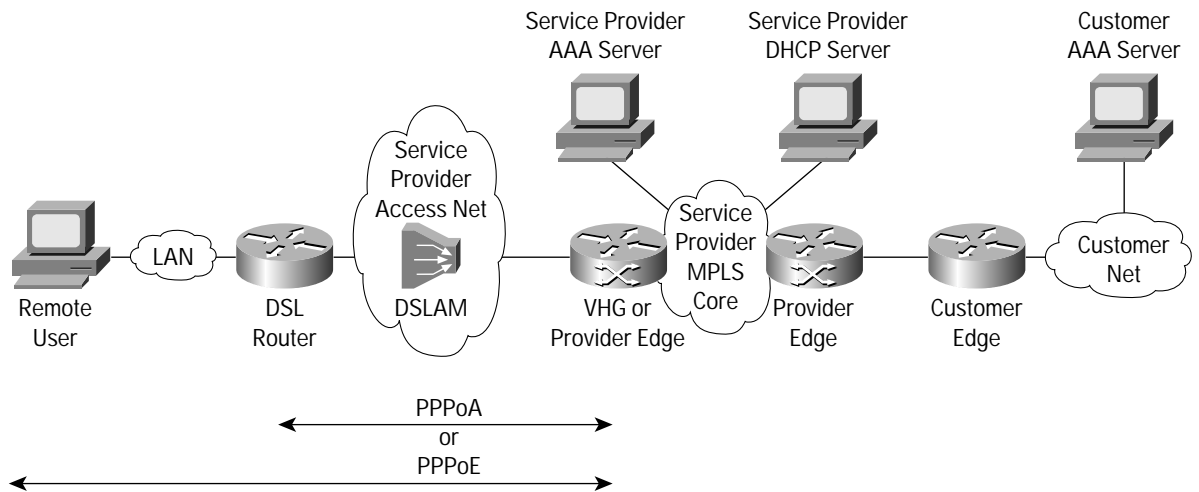 Service Provider
AAA Server
Service Provider
DHCP Server
Customer
AAA Server
Service
Provider
Access Net
DSLAM
LAN
Remote
User
DSL
Router
VHG or
Provider Edge
Service
Provider
MPLS
Core
Provider
Edge
Customer
Edge
Customer
Net
PPPoA
or
PPPoE